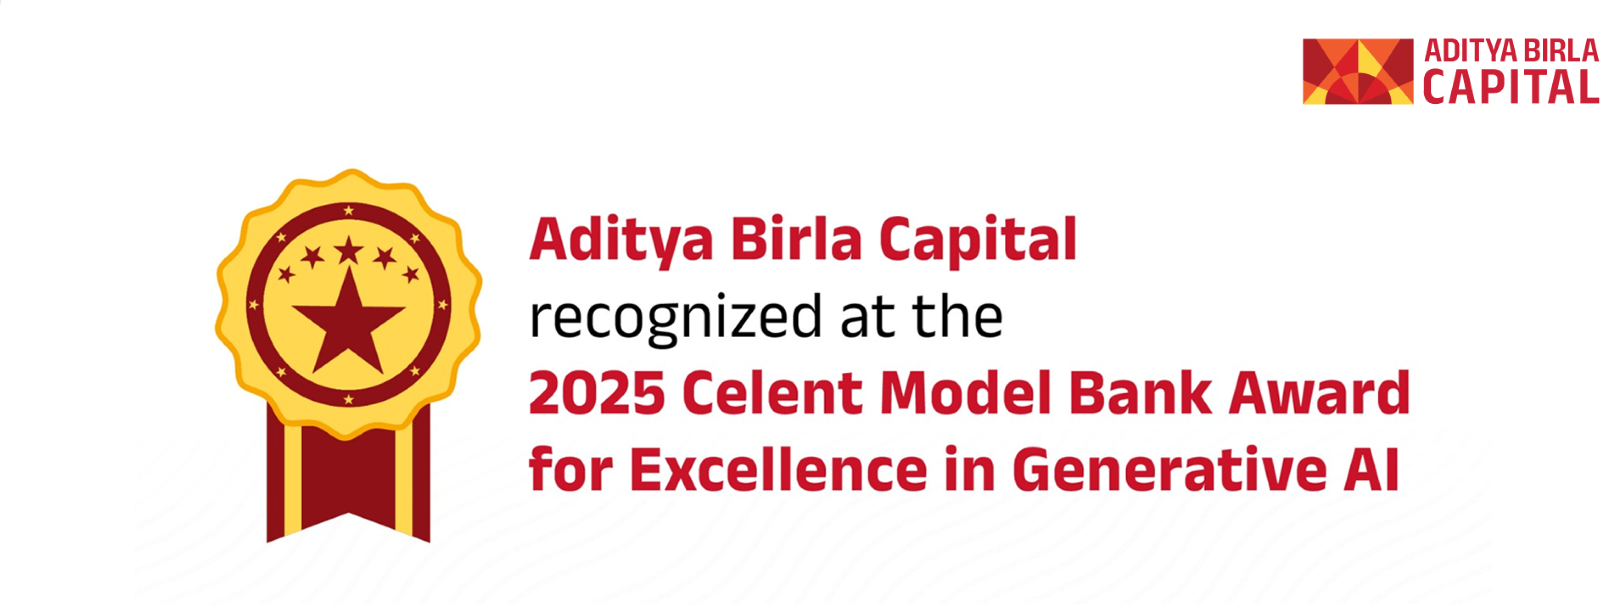 ADITYA BIRLA
CAPITAL
Aditya Birla Capital
recognized at the
2025 Celent Model Bank Award
for Excellence in Generative AI